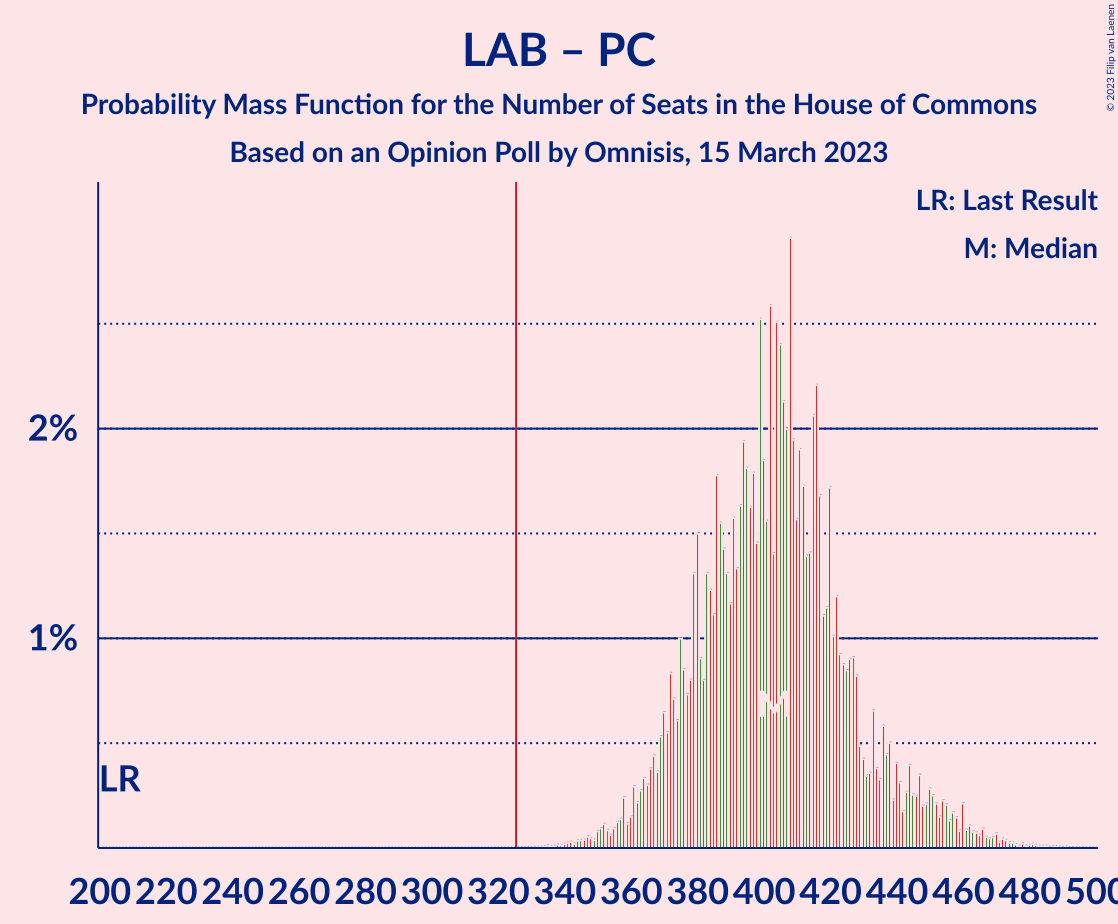 LAB – PC
Probability Mass Function for the Number of Seats in the House of Commons
Based on an Opinion Poll by Omnisis, 15 March 2023
© 2023 Filip van Laenen
LR: Last Result
M: Median
2%
1%
LR
M
200 220 240 260 280 300 320 340 360 380 400 420 440 460 480 500